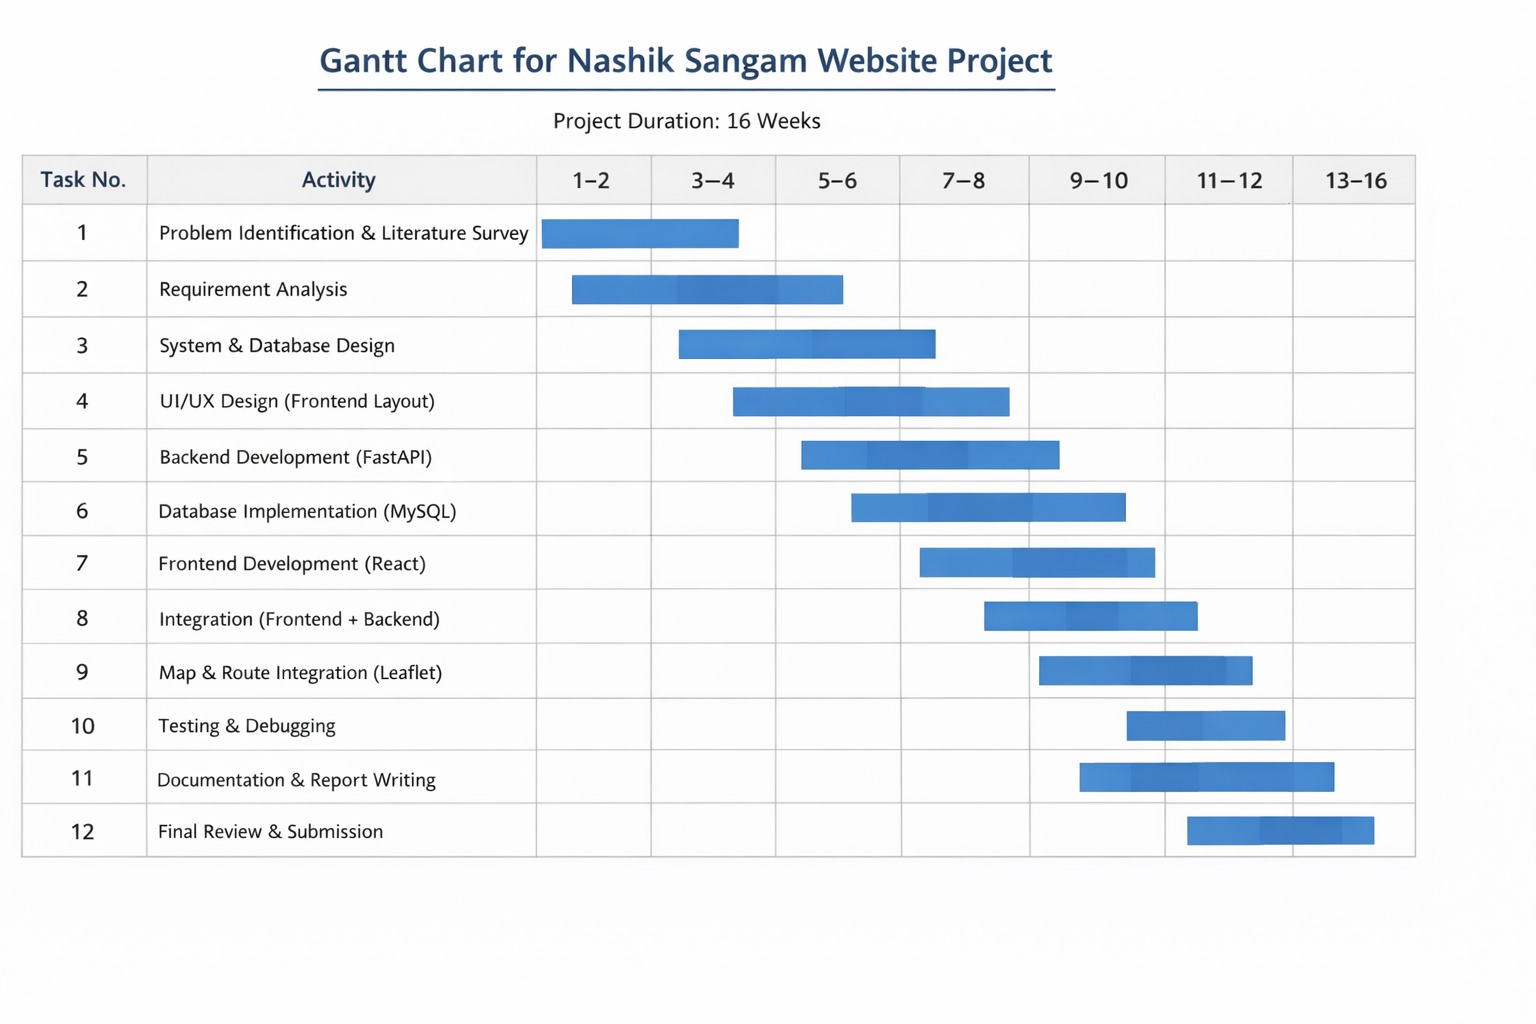 Gantt Chart for Nashik Sangam Website Project
Project Duration: 16 Weeks
Task No. Activity 1–2 3–4 5–6 7–8 9–10 11–12 13–16
1 Problem Identification & Literature Survey
2 Requirement Analysis
3 System & Database Design
4 UI/UX Design (Frontend Layout)
5 Backend Development (FastAPI)
6 Database Implementation (MySQL)
7 Frontend Development (React)
8 Integration (Frontend + Backend)
9 Map & Route Integration (Leaflet)
10 Testing & Debugging
11 Documentation & Report Writing
12 Final Review & Submission